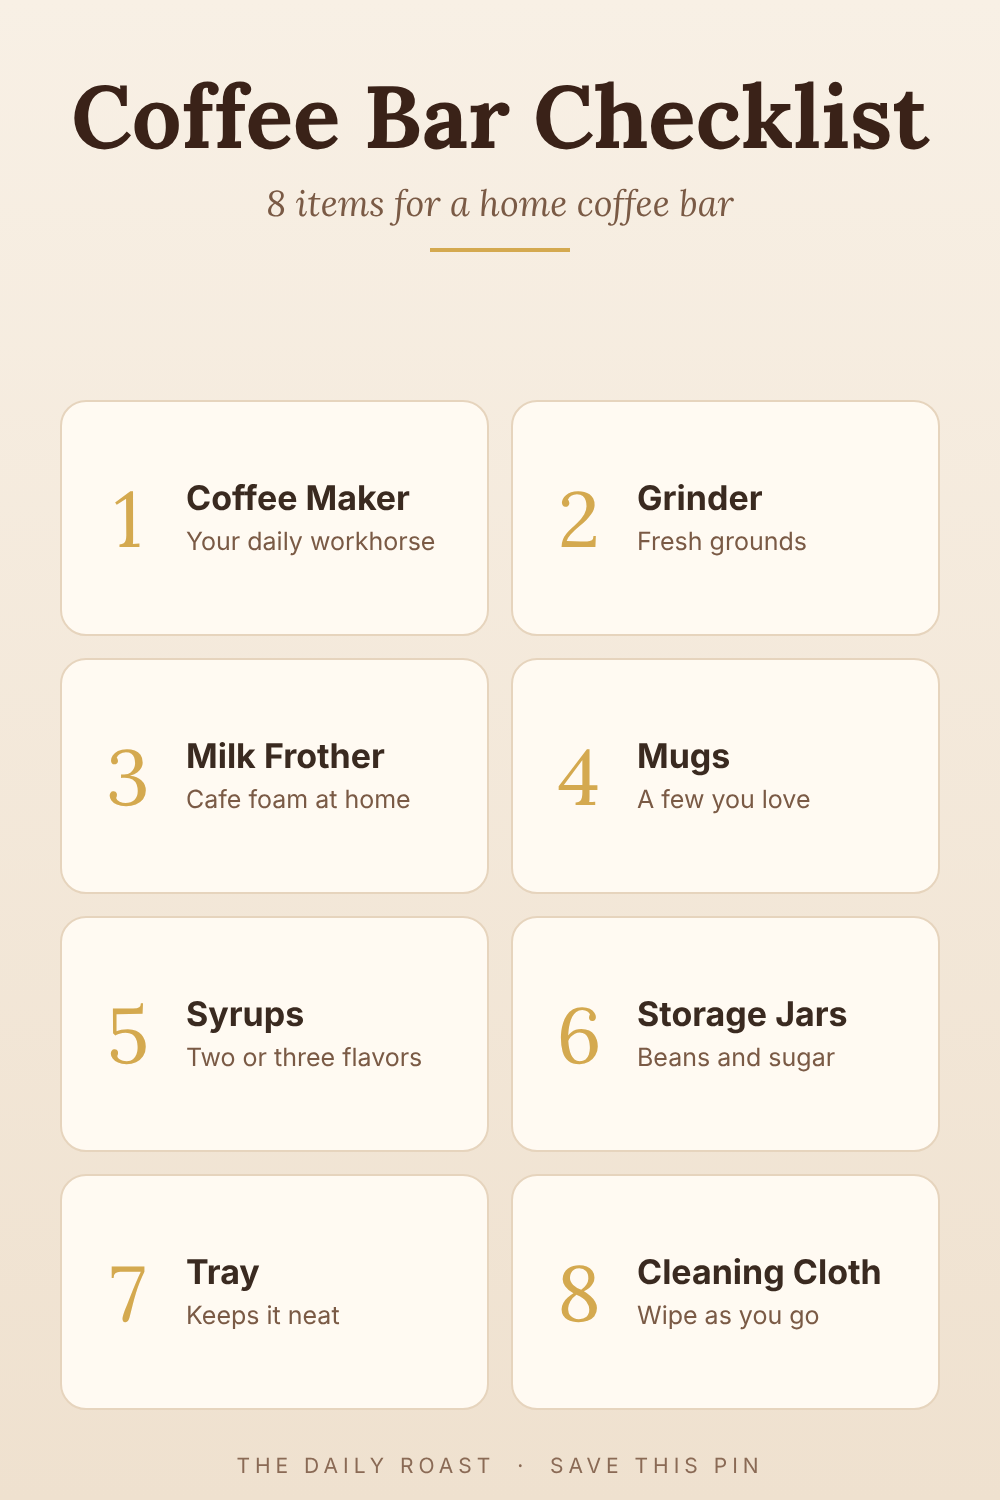 Coffee Bar Checklist
8 items for a home coffee bar
1
Coffee Maker
Your daily workhorse
2
Grinder
Fresh grounds
3
Milk Frother
Cafe foam at home
4
Mugs
A few you love
5
Syrups
Two or three flavors
6
Storage Jars
Beans and sugar
7
Tray
Keeps it neat
8
Cleaning Cloth
Wipe as you go
THE DAILY ROAST · SAVE THIS PIN